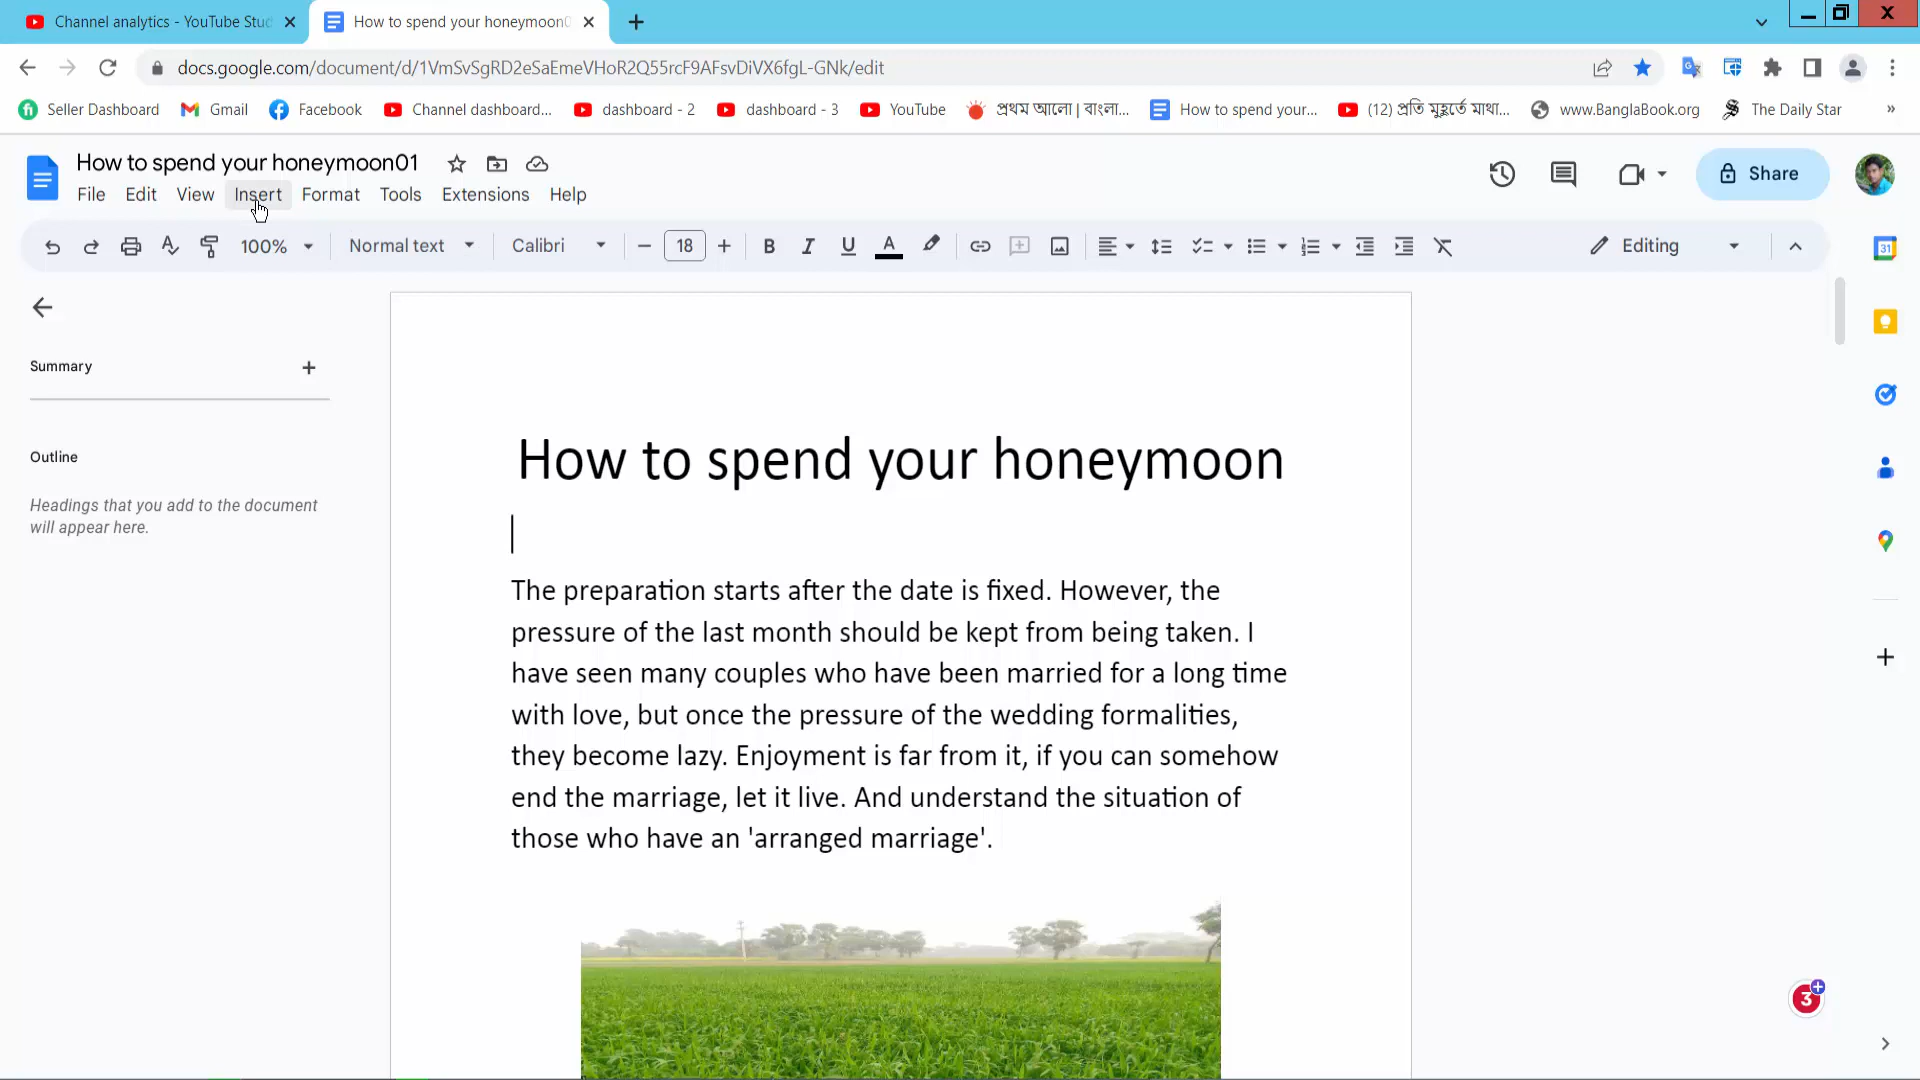 Channel analytics - YouTube Stud
How to spend your honeymoon0
docs.google.com/document/d/1VmSvSgRD2eSaEmeVHoR2Q55rcF9AFsvDiVX6fgL-GNk/edit
Seller Dashboard Gmail Facebook Channel dashboard... dashboard - 2 dashboard - 3 YouTube প্রথম আলো | বাংলা... How to spend your... (12) প্রতি মুহূর্তে মাথা... www.BanglaBook.org The Daily Star »
How to spend your honeymoon01
File Edit View Insert Format Tools Extensions Help
Share
100% Normal text Calibri 18 Editing
31
Summary
Outline
Headings that you add to the document
will appear here.
How to spend your honeymoon
The preparation starts after the date is fixed. However, the
pressure of the last month should be kept from being taken. I
have seen many couples who have been married for a long time
with love, but once the pressure of the wedding formalities,
they become lazy. Enjoyment is far from it, if you can somehow
end the marriage, let it live. And understand the situation of
those who have an 'arranged marriage'.
3